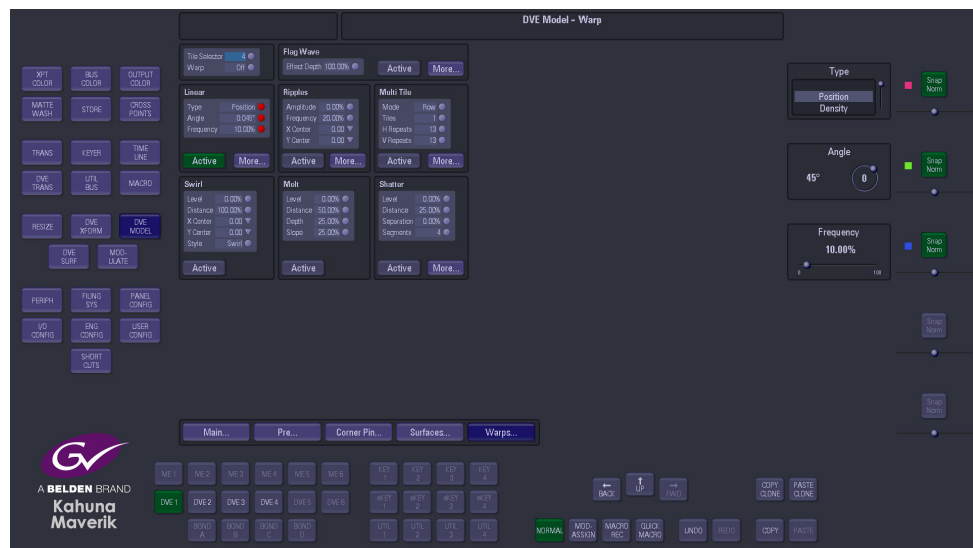 DVE Model - Warp
XPT COLOR
BUS COLOR
OUTPUT COLOR
MATTE WASH
STORE
CROSS POINTS
TRANS
KEYER
TIME LINE
DVE TRANS
UTIL BUS
MACRO
RESIZE
DVE XFORM
DVE MODEL
DVE SURF
MOD- ULATE
PERIPH
FILING SYS
PANEL CONFIG
I/O CONFIG
ENG CONFIG
USER CONFIG
SHORT CUTS
Tile Selector 4
Warp Off
Flag Wave
Effect Depth 100.00%
Active More...
Linear
Type Position
Angle 0:045°
Frequency 10.00%
Active More...
Ripples
Amplitude 0.00%
Frequency 20.00%
X Center 0.00
Y Center 0.00
Active More...
Multi Tile
Mode Row
Tiles 1
H Repeats 13
V Repeats 13
Active More...
Swirl
Level 0.00%
Distance 100.00%
X Center 0.00
Y Center 0.00
Style Swirl
Active
Melt
Level 0.00%
Distance 50.00%
Depth 25.00%
Slope 25.00%
Active
Shatter
Level 0.00%
Distance 25.00%
Separation 0.00%
Segments 4
Active More...
Type
Position
Density
Snap Norm
Angle
45° 0
Snap Norm
Frequency
10.00%
0 100
Snap Norm
Snap Norm
Snap Norm
Main... Pre... Corner Pin... Surfaces... Warps...
GV
A BELDEN BRAND
Kahuna
Maverik
ME 1 ME 2 ME 3 ME 4 ME 5 ME 6
DVE 1 DVE 2 DVE 3 DVE 4 DVE 5 DVE 6
BOND A BOND B BOND C BOND D
KEY 1 KEY 2 KEY 3 KEY 4
eKEY 1 eKEY 2 eKEY 3 eKEY 4
UTIL 1 UTIL 2 UTIL 3 UTIL 4
BACK UP FWD
COPY CLONE PASTE CLONE
NORMAL MOD- ASSIGN MACRO REC QUICK MACRO UNDO REDO COPY PASTE